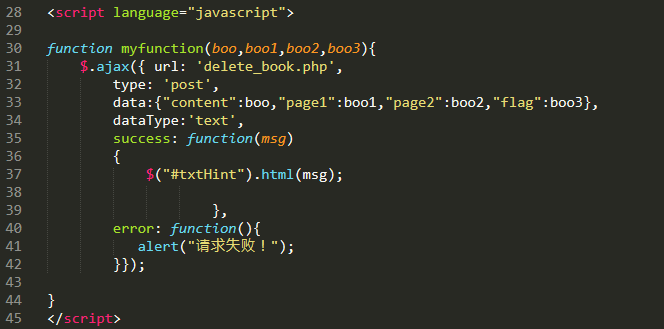 28 <script language="javascript">
29
30 function myfunction(boo,boo1,boo2,boo3){
31     $.ajax({ url: 'delete_book.php',
32         type: 'post',
33         data:{"content":boo,"page1":boo1,"page2":boo2,"flag":boo3},
34         dataType:'text',
35         success: function(msg)
36         {
37             $("#txtHint").html(msg);
38
39                     },
40         error: function(){
41            alert("请求失败！");
42         }});
43
44 }
45 </script>